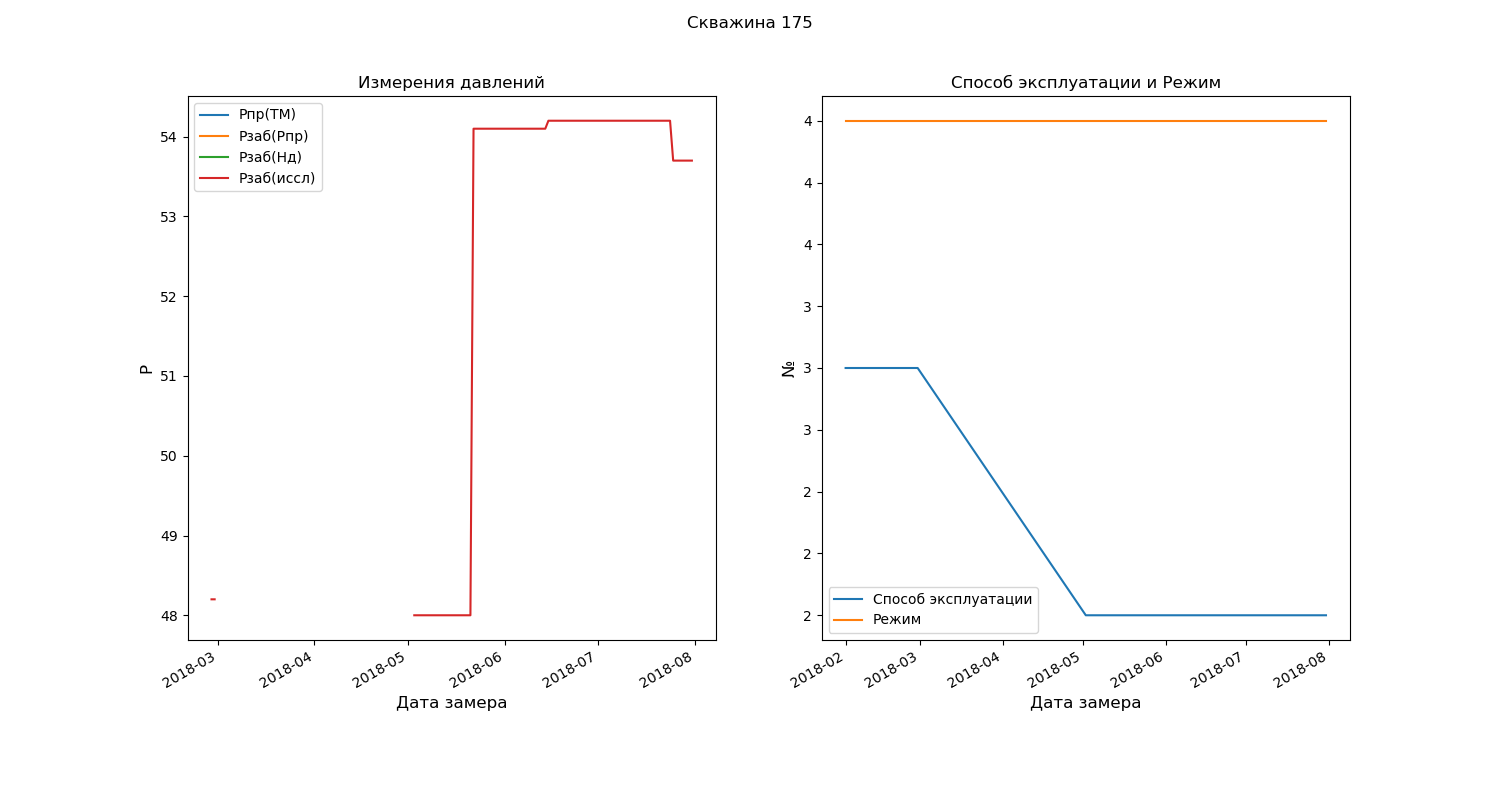 Скважина 175
Измерения давлений
Рпр(ТМ)
Рзаб(Рпр)
Рзаб(Нд)
Рзаб(иссл)
54
53
52
51
50
49
48
Р
2018-03
2018-04
2018-05
2018-06
2018-07
2018-08
Дата замера
Способ эксплуатации и Режим
4
4
4
3
3
3
2
2
2
№
Способ эксплуатации
Режим
2018-02
2018-03
2018-04
2018-05
2018-06
2018-07
2018-08
Дата замера